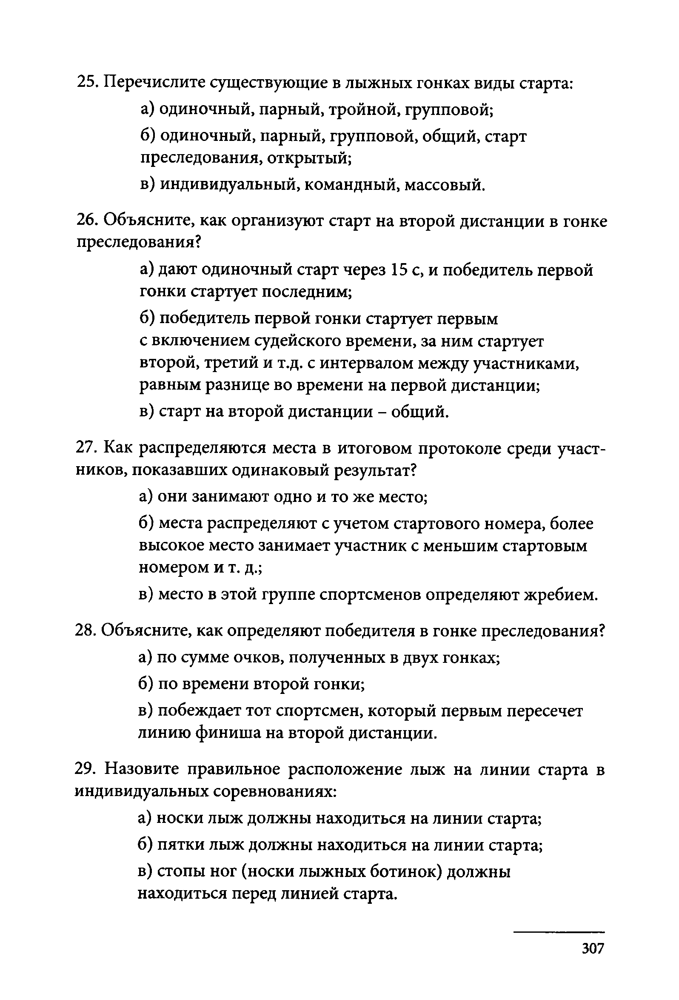 25. Перечислите существующие в лыжных гонках виды старта:
а) одиночный, парный, тройной, групповой;
б) одиночный, парный, групповой, общий, старт
преследования, открытый;
в) индивидуальный, командный, массовый.
26. Объясните, как организуют старт на второй дистанции в гонке
преследования?
а) дают одиночный старт через 15 с, и победитель первой
гонки стартует последним;
б) победитель первой гонки стартует первым
с включением судейского времени, за ним стартует
второй, третий и т.д. с интервалом между участниками,
равным разнице во времени на первой дистанции;
в) старт на второй дистанции – общий.
27. Как распределяются места в итоговом протоколе среди участ-
ников, показавших одинаковый результат?
а) они занимают одно и то же место;
б) места распределяют с учетом стартового номера, более
высокое место занимает участник с меньшим стартовым
номером и т. д.;
в) место в этой группе спортсменов определяют жребием.
28. Объясните, как определяют победителя в гонке преследования?
а) по сумме очков, полученных в двух гонках;
б) по времени второй гонки;
в) побеждает тот спортсмен, который первым пересечет
линию финиша на второй дистанции.
29. Назовите правильное расположение лыж на линии старта в
индивидуальных соревнованиях:
а) носки лыж должны находиться на линии старта;
б) пятки лыж должны находиться на линии старта;
в) стопы ног (носки лыжных ботинок) должны
находиться перед линией старта.
307